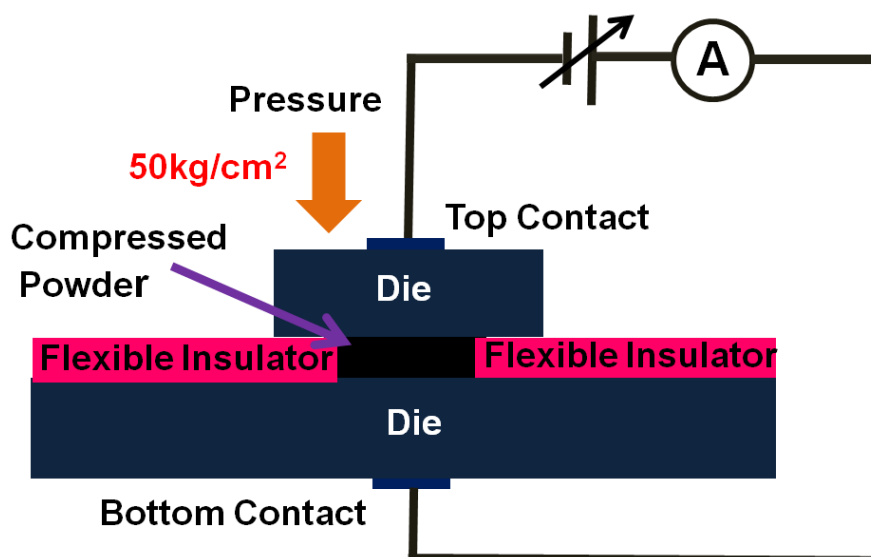 A
Pressure
50kg/cm²
Top Contact
Compressed
Powder
Die
Flexible Insulator
Flexible Insulator
Die
Bottom Contact